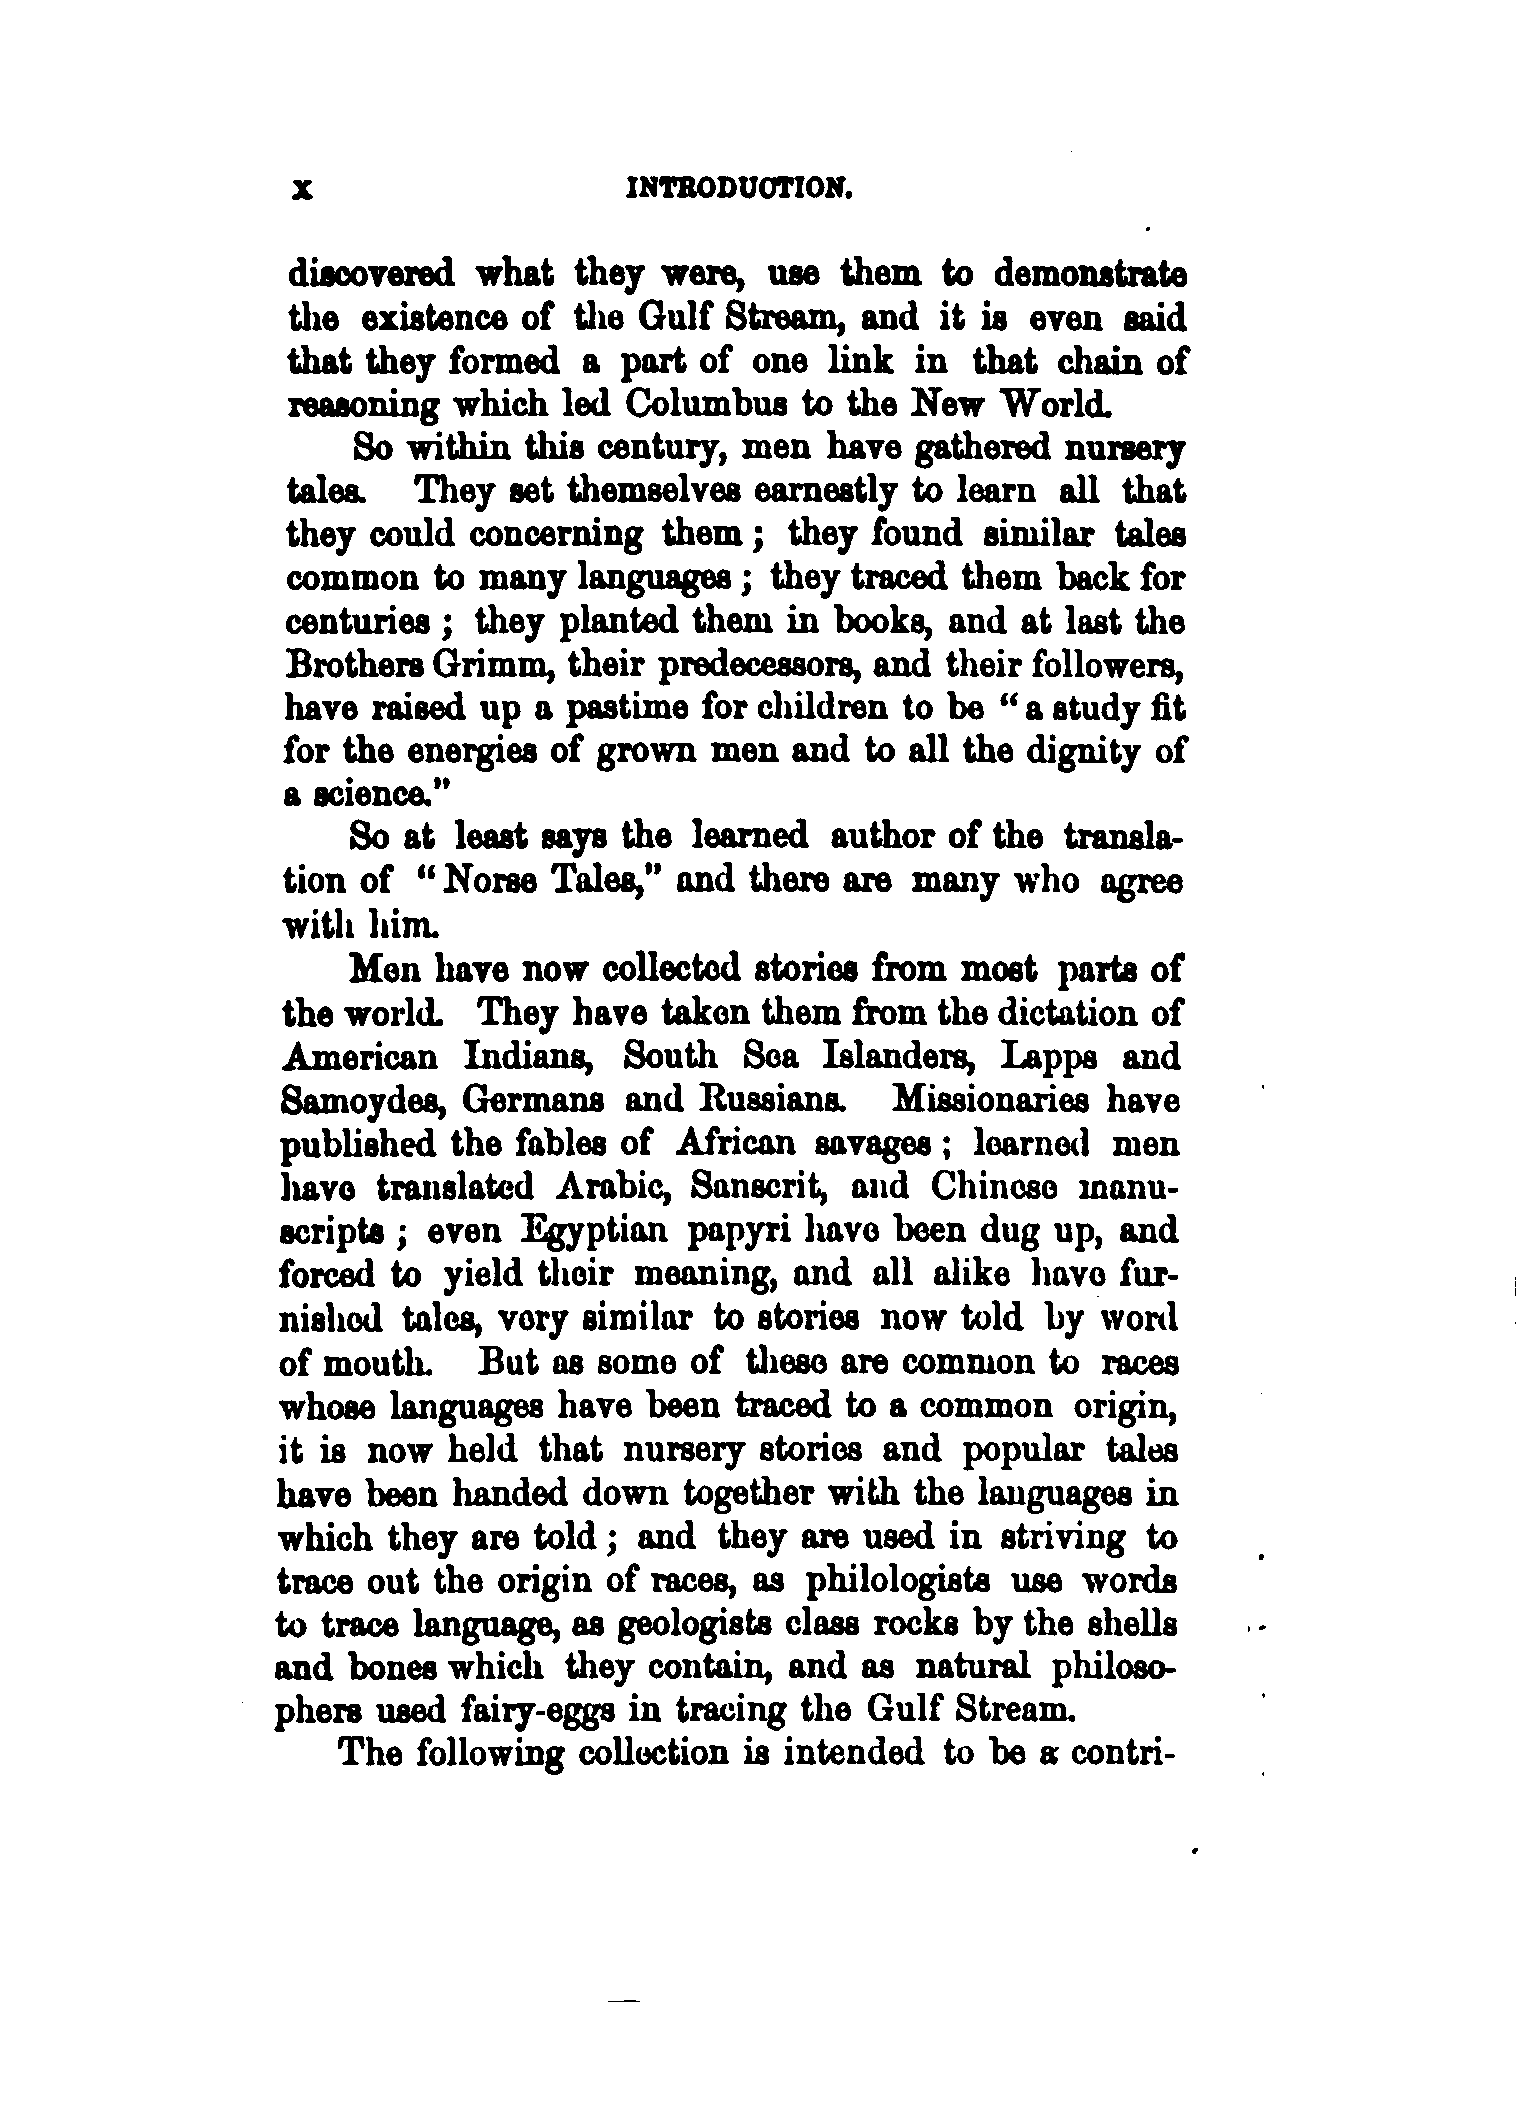 x INTRODUCTION.
discovered what they were, use them to demonstrate
the existence of the Gulf Stream, and it is even said
that they formed a part of one link in that chain of
reasoning which led Columbus to the New World.
So within this century, men have gathered nursery
tales. They set themselves earnestly to learn all that
they could concerning them ; they found similar tales
common to many languages ; they traced them back for
centuries ; they planted them in books, and at last the
Brothers Grimm, their predecessors, and their followers,
have raised up a pastime for children to be " a study fit
for the energies of grown men and to all the dignity of
a science."
So at least says the learned author of the transla-
tion of " Norse Tales," and there are many who agree
with him.
Men have now collected stories from most parts of
the world. They have taken them from the dictation of
American Indians, South Sea Islanders, Lapps and
Samoydes, Germans and Russians. Missionaries have
published the fables of African savages ; learned men
have translated Arabic, Sanscrit, and Chinese manu-
scripts ; even Egyptian papyri have been dug up, and
forced to yield their meaning, and all alike have fur-
nished tales, very similar to stories now told by word
of mouth. But as some of these are common to races
whose languages have been traced to a common origin,
it is now held that nursery stories and popular tales
have been handed down together with the languages in
which they are told ; and they are used in striving to
trace out the origin of races, as philologists use words
to trace language, as geologists class rocks by the shells
and bones which they contain, and as natural philoso-
phers used fairy-eggs in tracing the Gulf Stream.
The following collection is intended to be a contri-